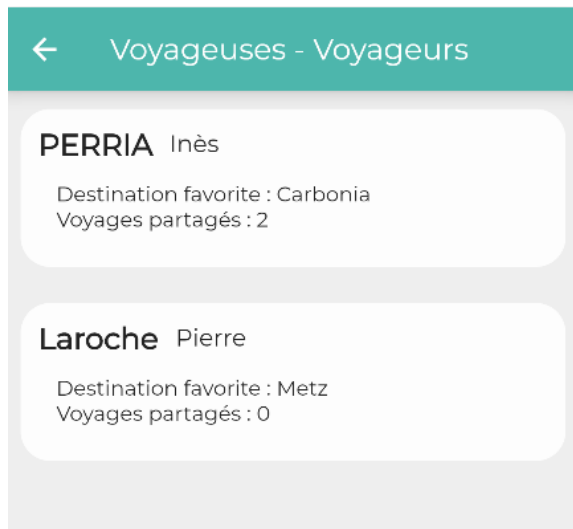 Voyageuses - Voyageurs
PERRIA Inès
Destination favorite : Carbonia
Voyages partagés : 2
Laroche Pierre
Destination favorite : Metz
Voyages partagés : 0